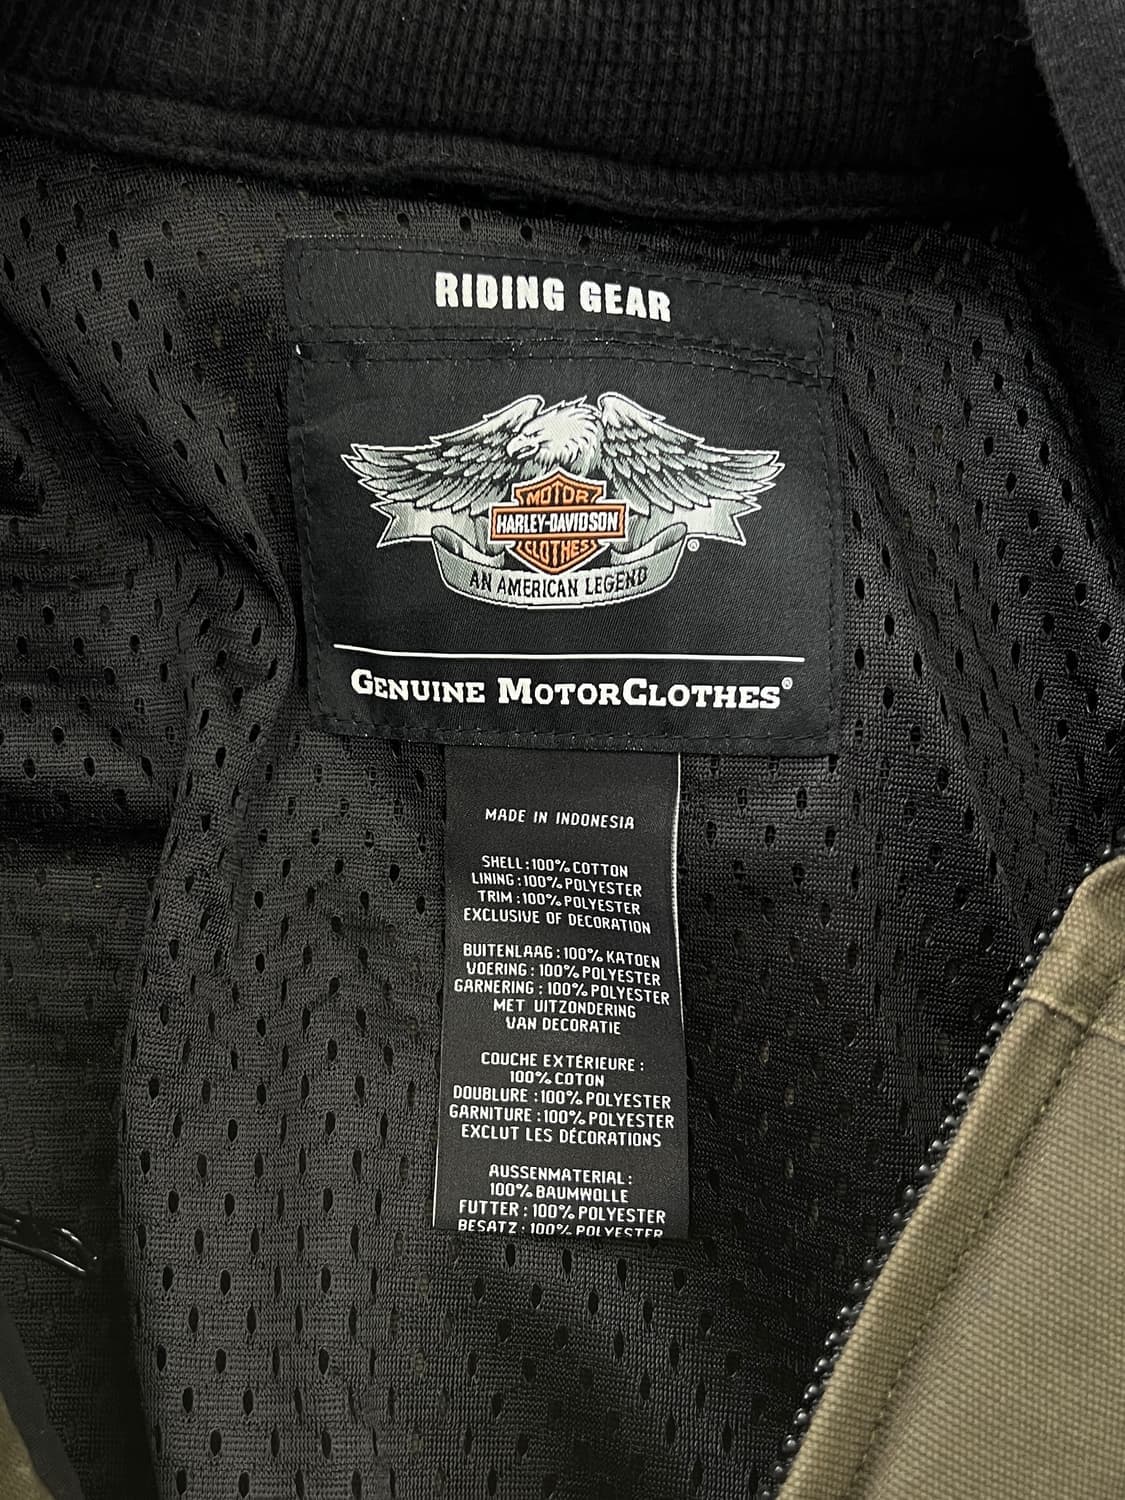 RIDING GEAR
MOTOR
HARLEY-DAVIDSON
CLOTHES
®
AN AMERICAN LEGEND
GENUINE MOTORCLOTHES®
MADE IN INDONESIA
SHELL:100% COTTON
LINING:100% POLYESTER
TRIM:100% POLYESTER
EXCLUSIVE OF DECORATION
BUITENLAAG:100% KATOEN
VOERING:100% POLYESTER
GARNERING:100% POLYESTER
MET UITZONDERING
VAN DECORATIE
COUCHE EXTÉRIEURE:
100% COTON
DOUBLURE:100% POLYESTER
GARNITURE:100% POLYESTER
EXCLUT LES DÉCORATIONS
AUSSENMATERIAL:
100% BAUMWOLLE
FUTTER:100% POLYESTER
BESATZ:100% POLYESTER